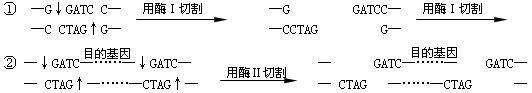 ① —G↓GATC C— 用酶Ⅰ切割 —G GATCC— 用酶Ⅰ切割
—C CTAG↑G— —CCTAG G—
② —↓GATC—目的基因……—↓GATC— 用酶Ⅱ切割 — GATC—目的基因…… GATC—
—CTAG↑—……—CTAG↑— —CTAG —……—CTAG —